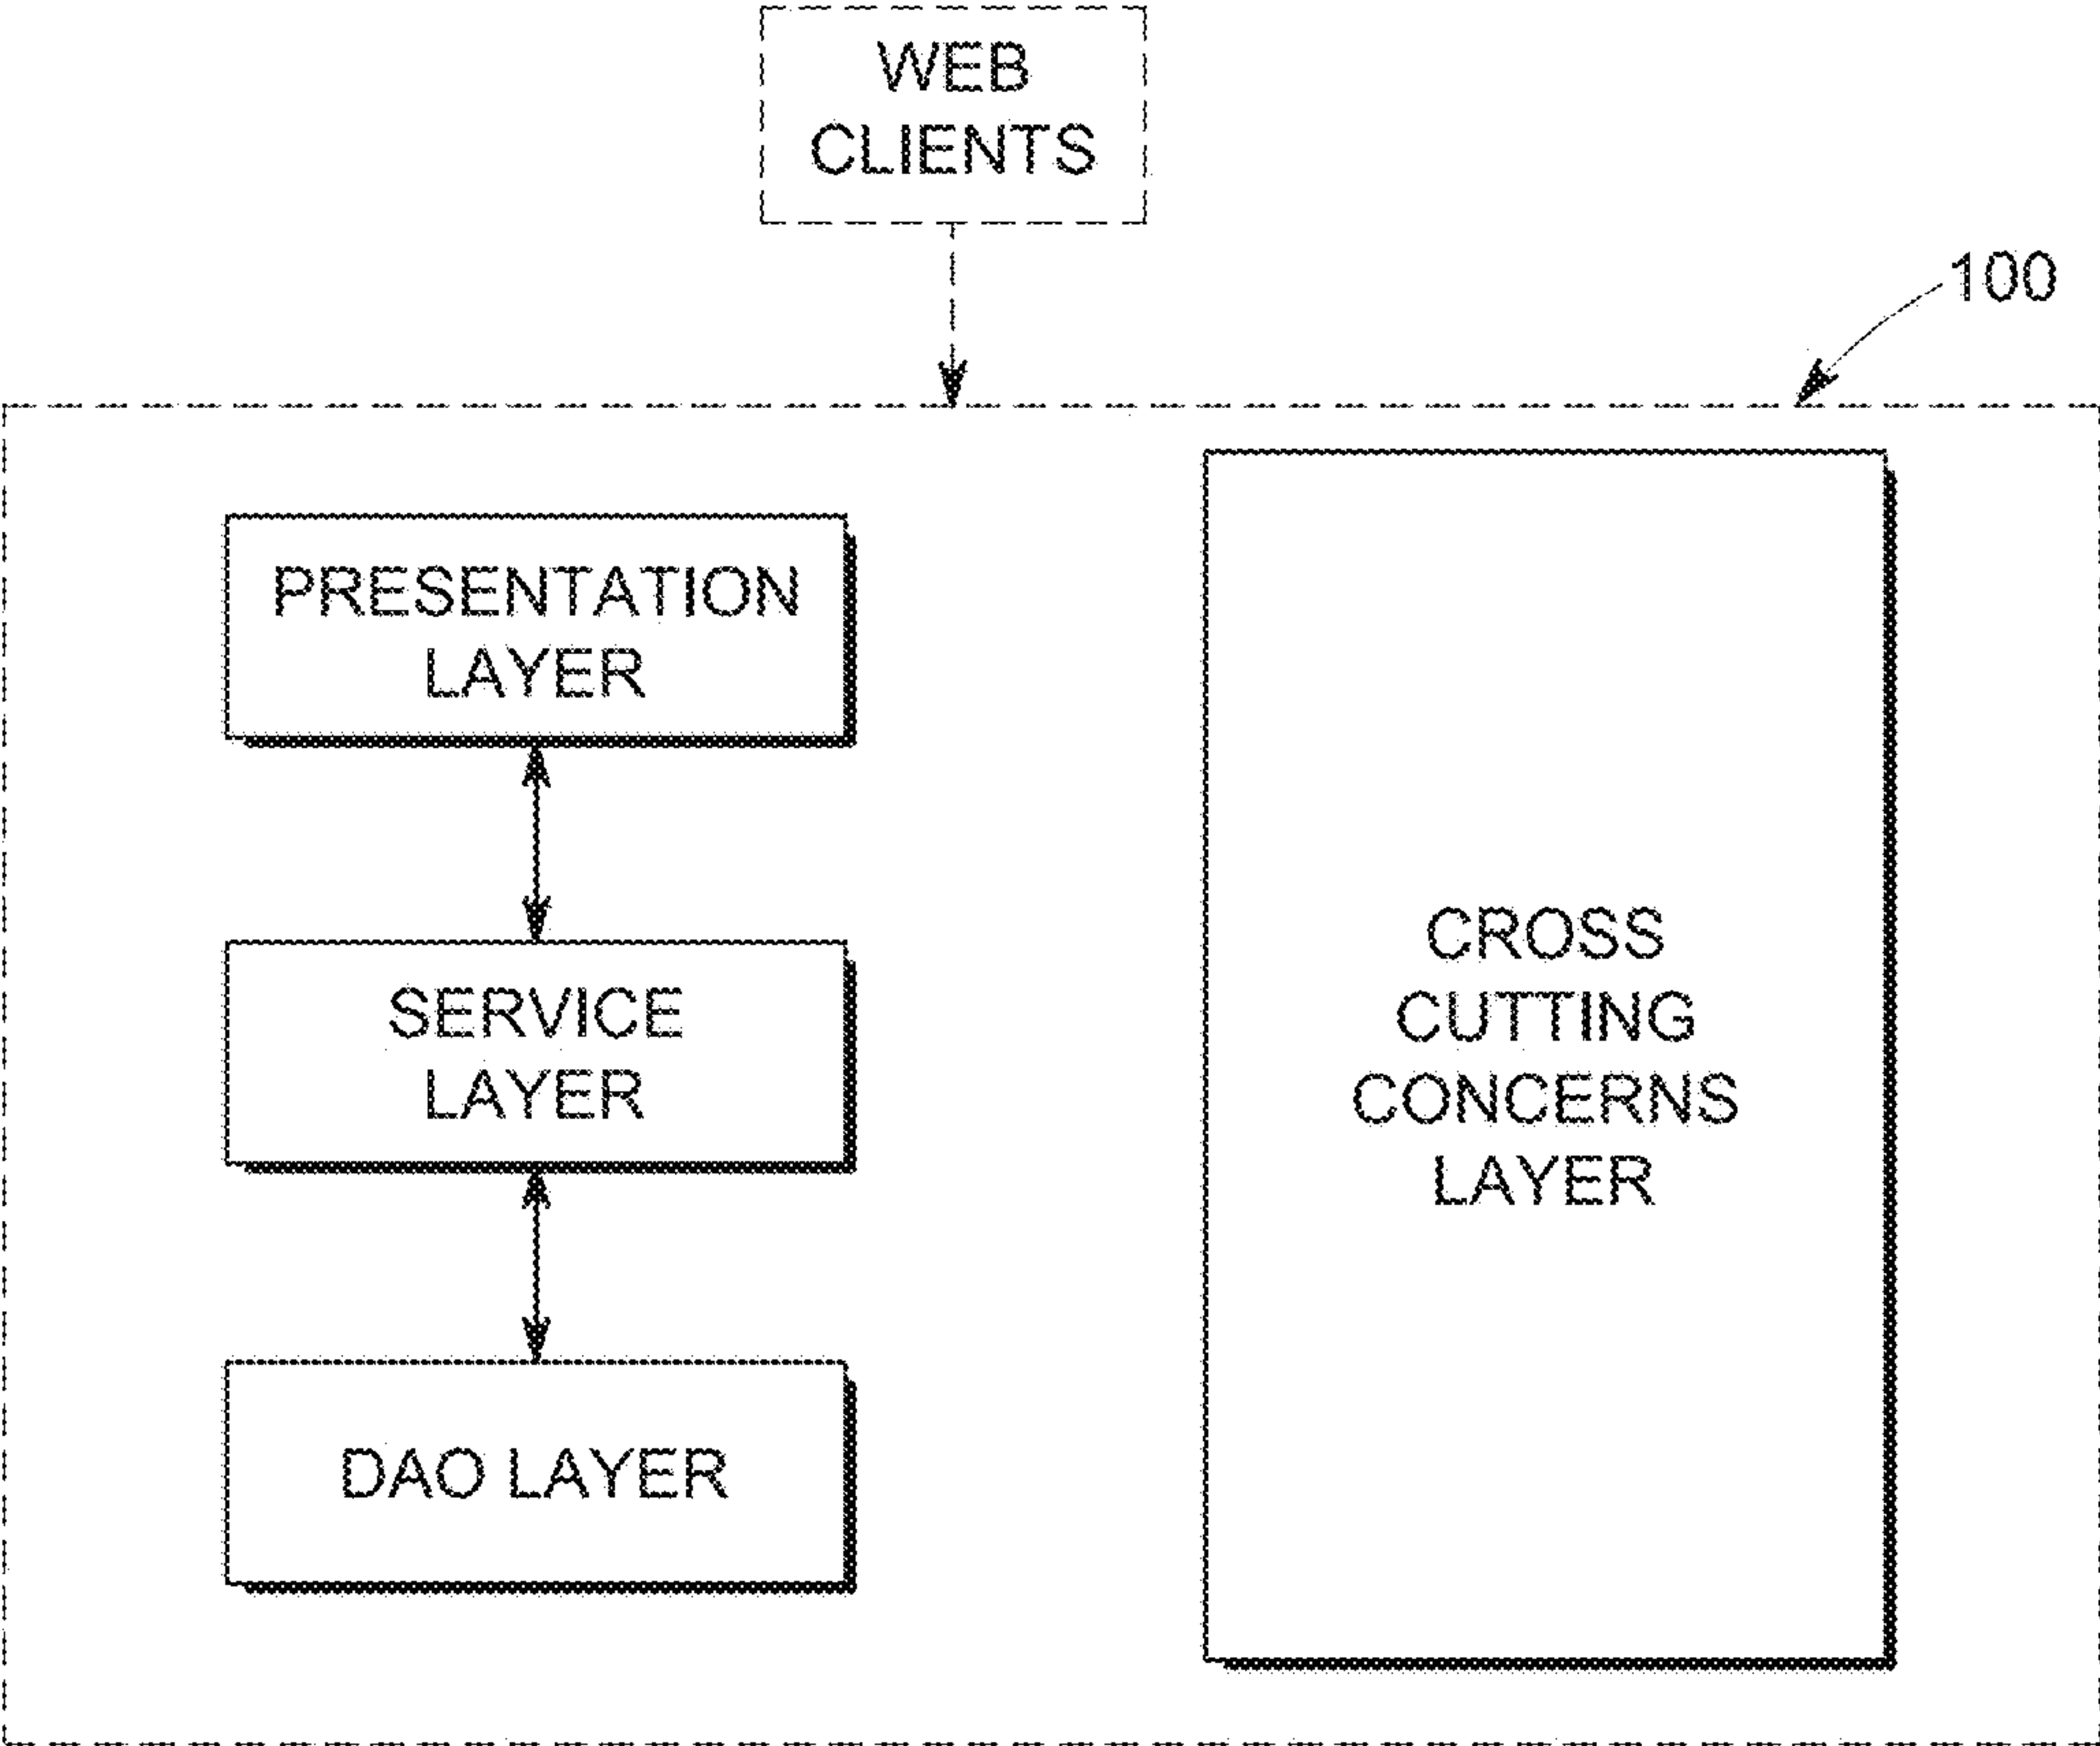 WEB
CLIENTS
100
PRESENTATION
LAYER
SERVICE
LAYER
DAO LAYER
CROSS
CUTTING
CONCERNS
LAYER